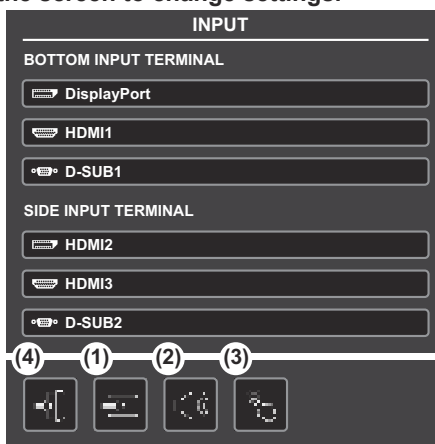 the screen to change settings.
INPUT
BOTTOM INPUT TERMINAL
DisplayPort
HDMI1
D-SUB1
SIDE INPUT TERMINAL
HDMI2
HDMI3
D-SUB2
(4) (1) (2) (3)